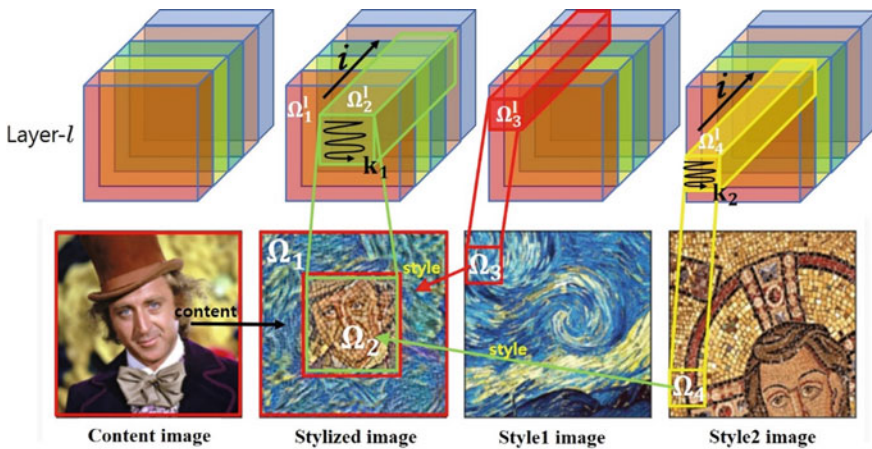 i
i
i
Ω₁ˡ
Ω₂ˡ
Ω₃ˡ
Ω₄ˡ
Layer-l
k₁
k₂
Ω₁
style
Ω₃
content
Ω₂
style
Ω₄
Content image
Stylized image
Style1 image
Style2 image